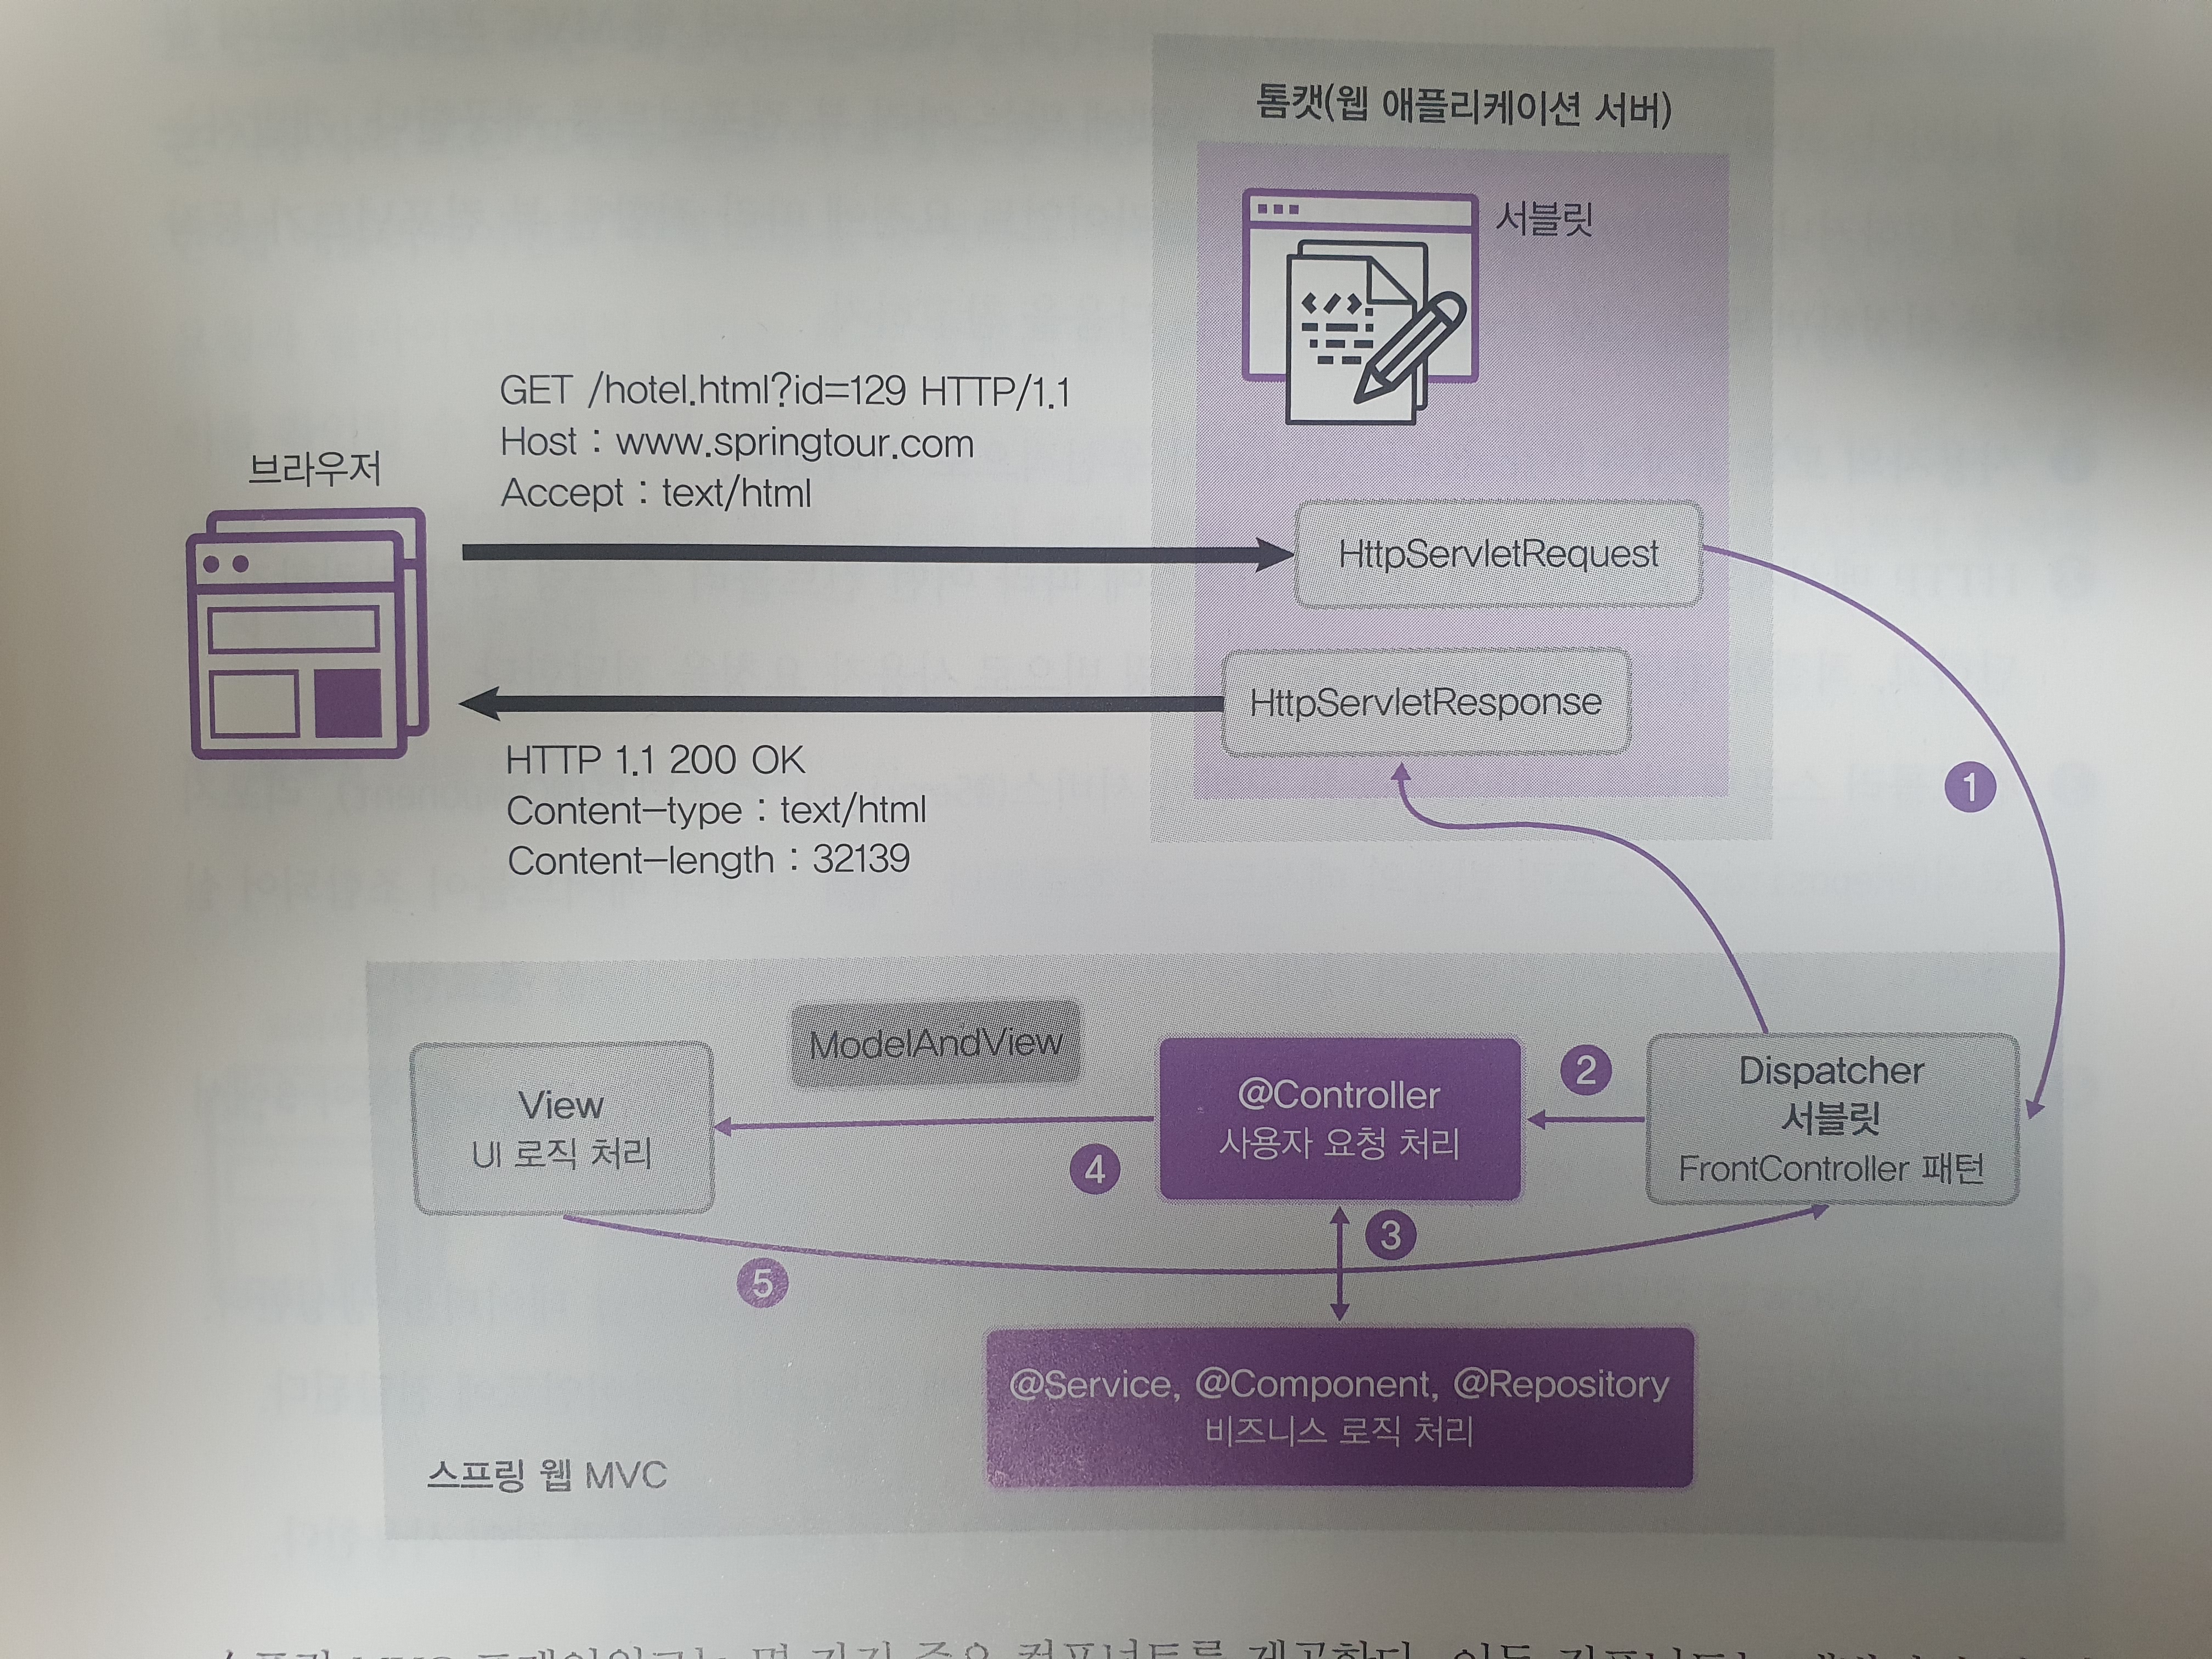 톰캣(웹 애플리케이션 서버)
서블릿
브라우저
GET /hotel.html?id=129 HTTP/1.1
Host : www.springtour.com
Accept : text/html
HttpServletRequest
HttpServletResponse
HTTP 1.1 200 OK
Content-type : text/html
Content-length : 32139
1
ModelAndView
View
UI 로직 처리
4
@Controller
사용자 요청 처리
2
Dispatcher
서블릿
FrontController 패턴
3
5
@Service, @Component, @Repository
비즈니스 로직 처리
스프링 웹 MVC